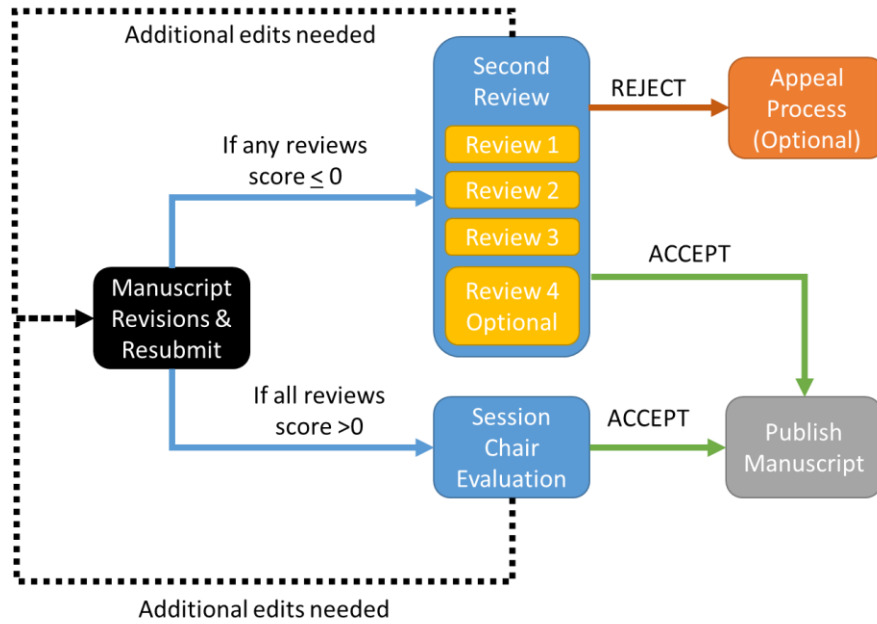 Additional edits needed
Second
Review
Review 1
Review 2
Review 3
Review 4
Optional
REJECT
Appeal
Process
(Optional)
If any reviews
score ≤ 0
ACCEPT
Manuscript
Revisions &
Resubmit
If all reviews
score >0
Session
Chair
Evaluation
ACCEPT
Publish
Manuscript
Additional edits needed